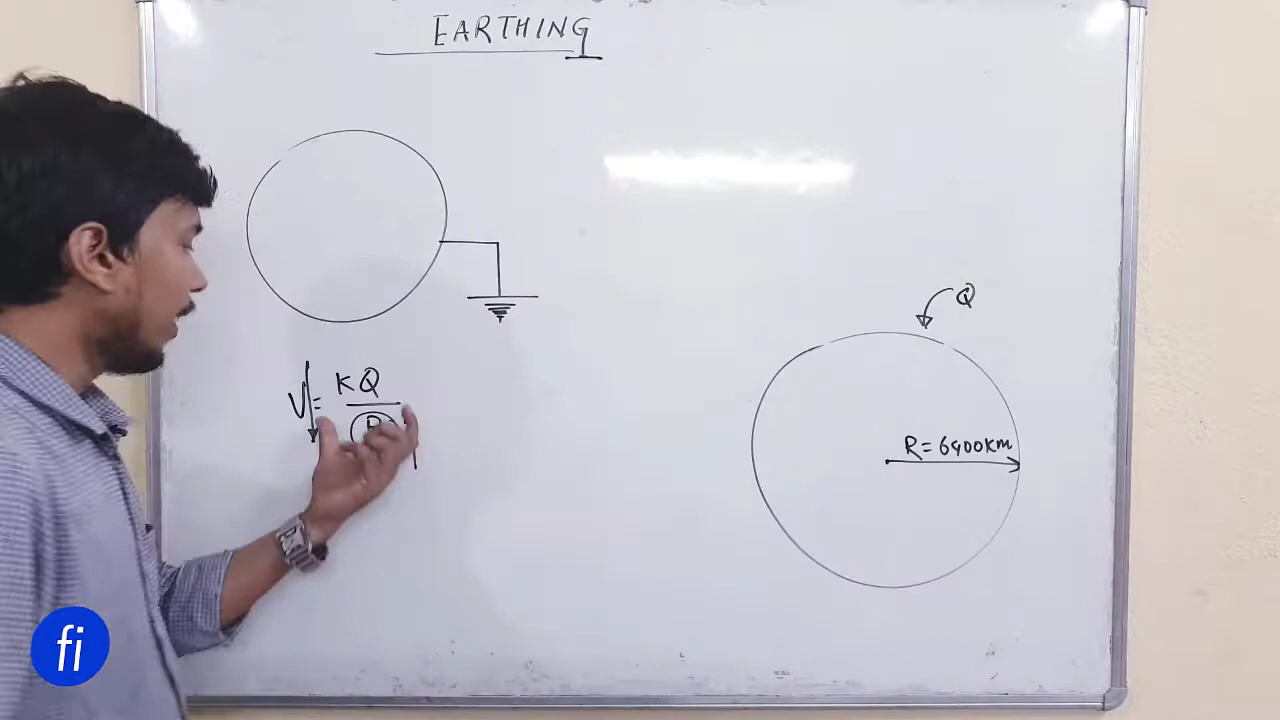 EARTHING
Q
V = KQ
R
R = 6400km
fi